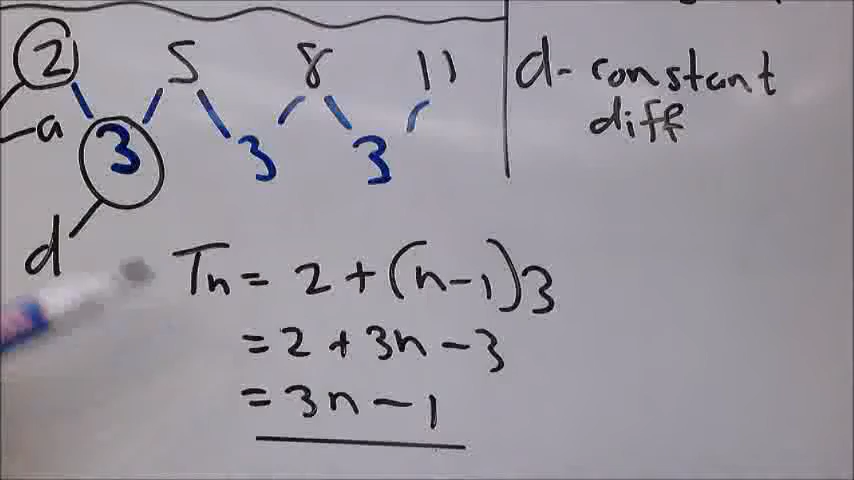 2 5 8 11
a 3 3 3
d
d- constant
diff
Tn = 2 + (n-1)3
= 2 + 3n - 3
= 3n - 1